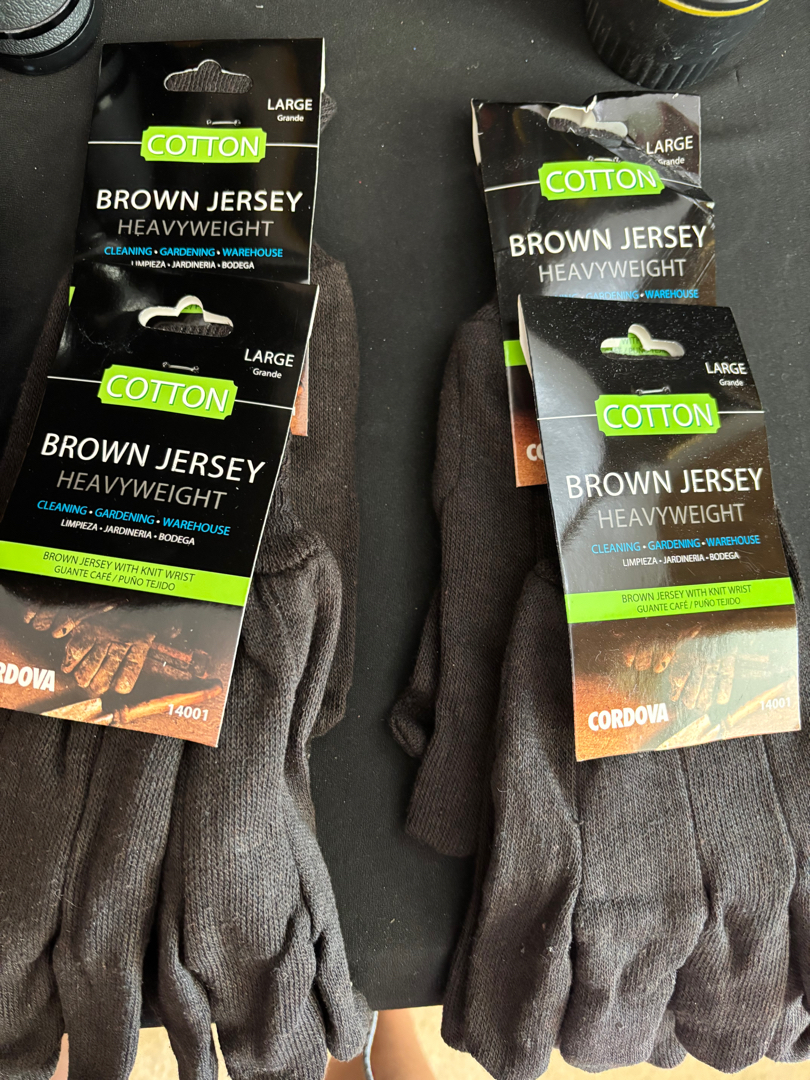 LARGE
Grande
COTTON
BROWN JERSEY
HEAVYWEIGHT
CLEANING • GARDENING • WAREHOUSE
LIMPIEZA • JARDINERIA • BODEGA
LARGE
Grande
COTTON
BROWN JERSEY
HEAVYWEIGHT
CLEANING • GARDENING • WAREHOUSE
LIMPIEZA • JARDINERIA • BODEGA
BROWN JERSEY WITH KNIT WRIST
GUANTE CAFÉ / PUÑO TEJIDO
RDOVA
14001
LARGE
Grande
COTTON
BROWN JERSEY
HEAVYWEIGHT
GARDENING • WAREHOUSE
LARGE
Grande
COTTON
BROWN JERSEY
HEAVYWEIGHT
CLEANING • GARDENING • WAREHOUSE
LIMPIEZA • JARDINERIA • BODEGA
BROWN JERSEY WITH KNIT WRIST
GUANTE CAFÉ / PUÑO TEJIDO
CORDOVA
14001